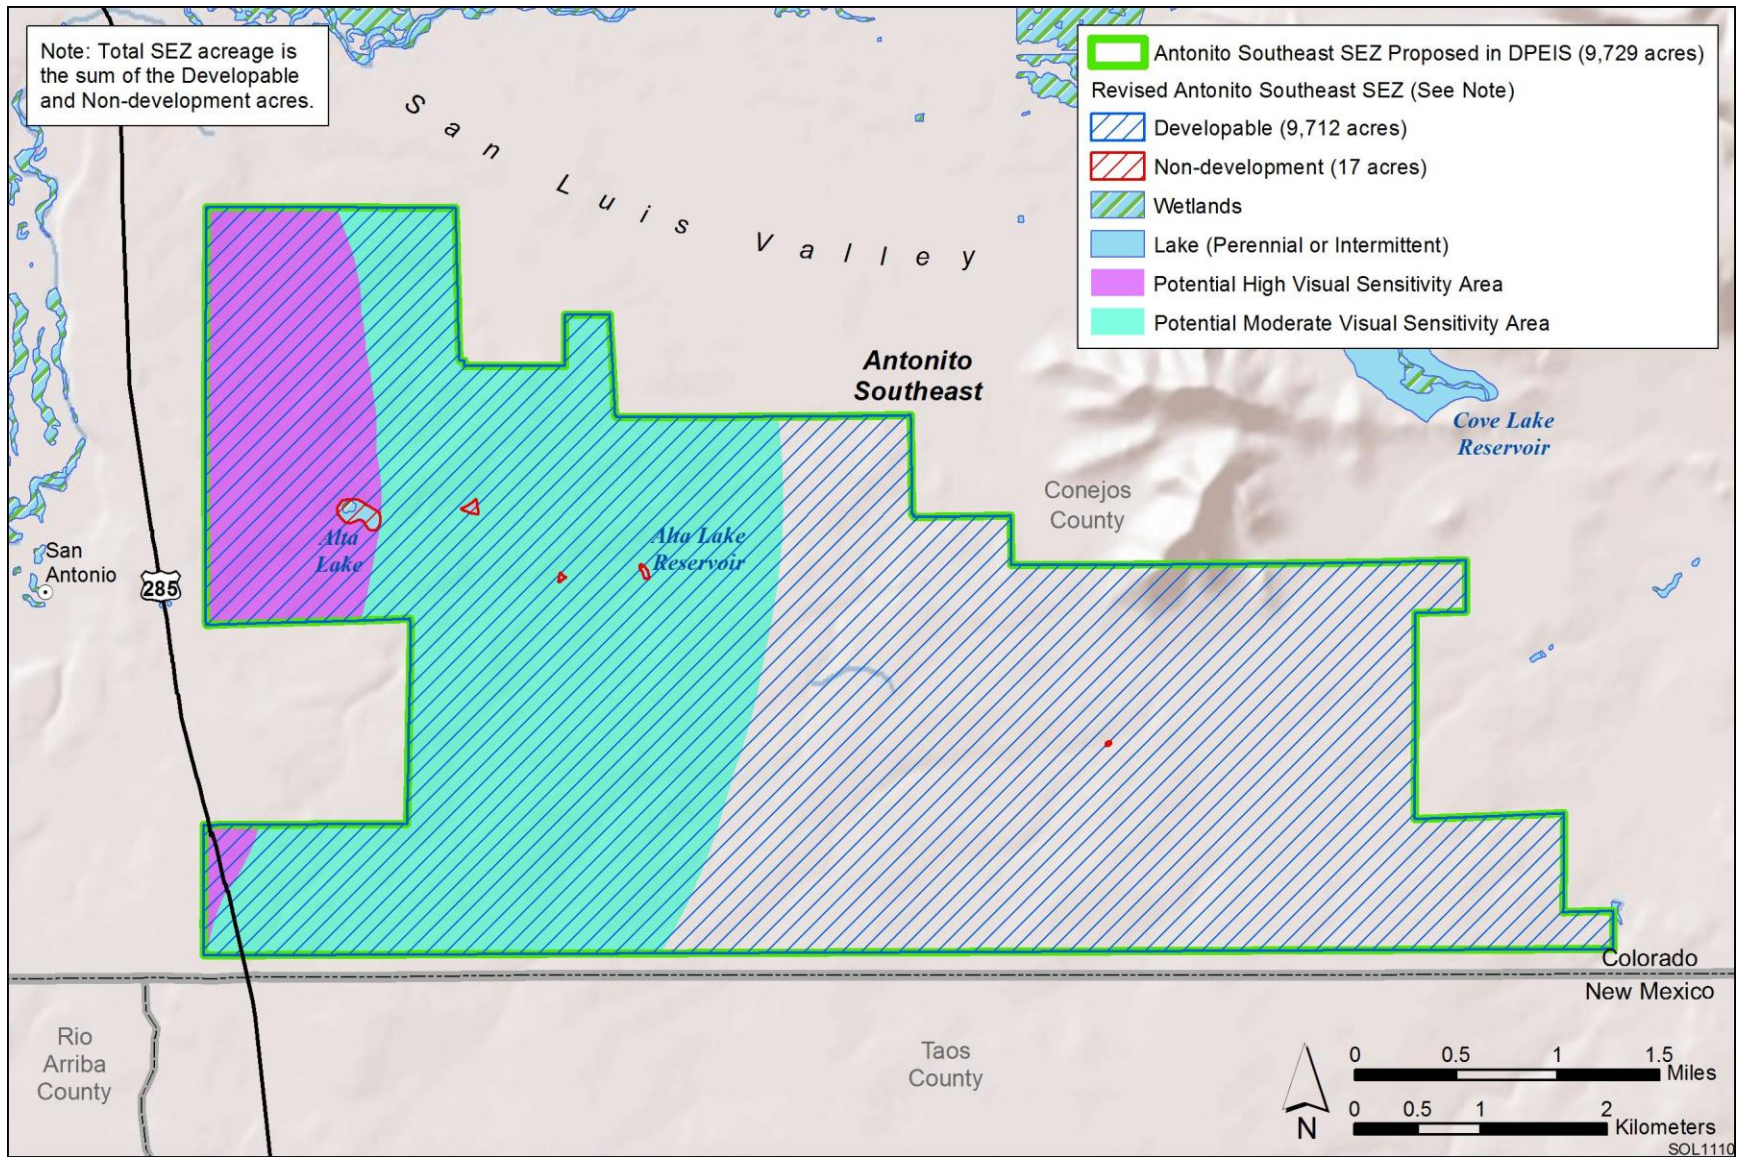 Note: Total SEZ acreage is
the sum of the Developable
and Non-development acres.
Antonito Southeast SEZ Proposed in DPEIS (9,729 acres)
Revised Antonito Southeast SEZ (See Note)
Developable (9,712 acres)
Non-development (17 acres)
Wetlands
Lake (Perennial or Intermittent)
Potential High Visual Sensitivity Area
Potential Moderate Visual Sensitivity Area
San Luis Valley
Antonito
Southeast
Cove Lake
Reservoir
Conejos
County
Alta
Lake
Alta Lake
Reservoir
San
Antonio
285
Colorado
New Mexico
Rio
Arriba
County
Taos
County
0 0.5 1 1.5
Miles
0 0.5 1 2
Kilometers
N
SOL1110